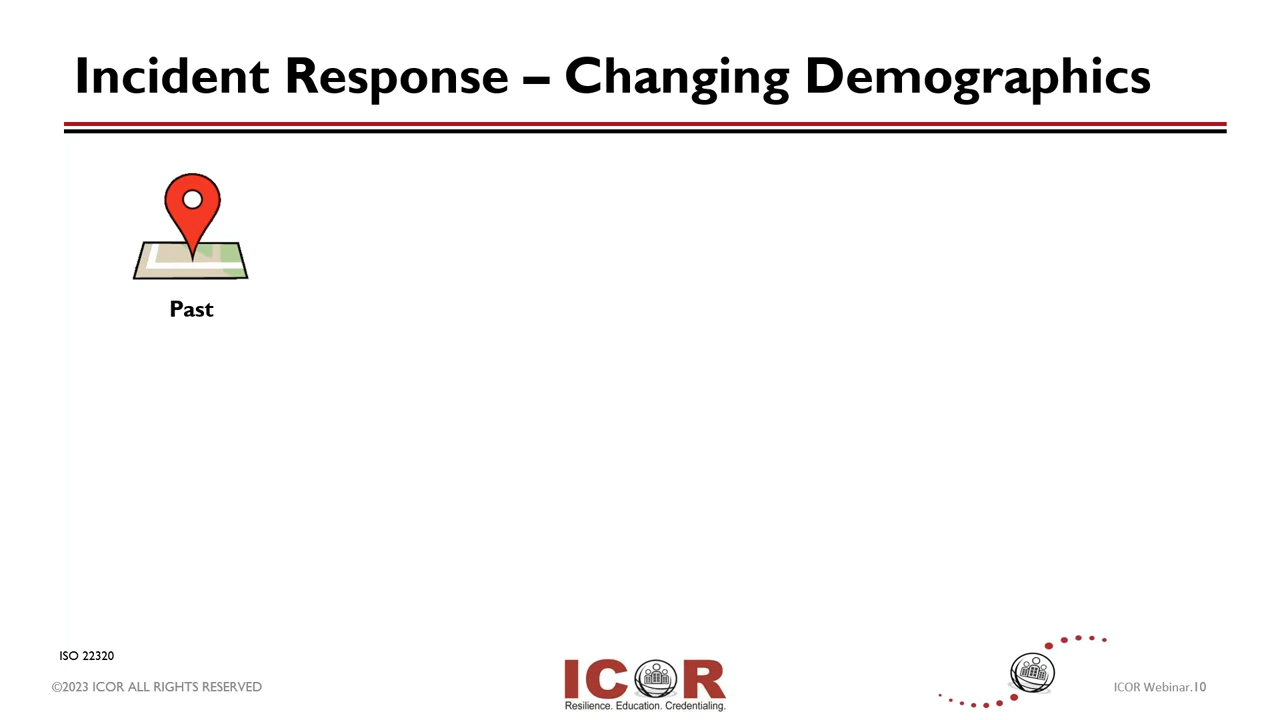 Incident Response – Changing Demographics
Past
ISO 22320
©2023 ICOR ALL RIGHTS RESERVED
ICOR
Resilience. Education. Credentialing.
ICOR Webinar.10